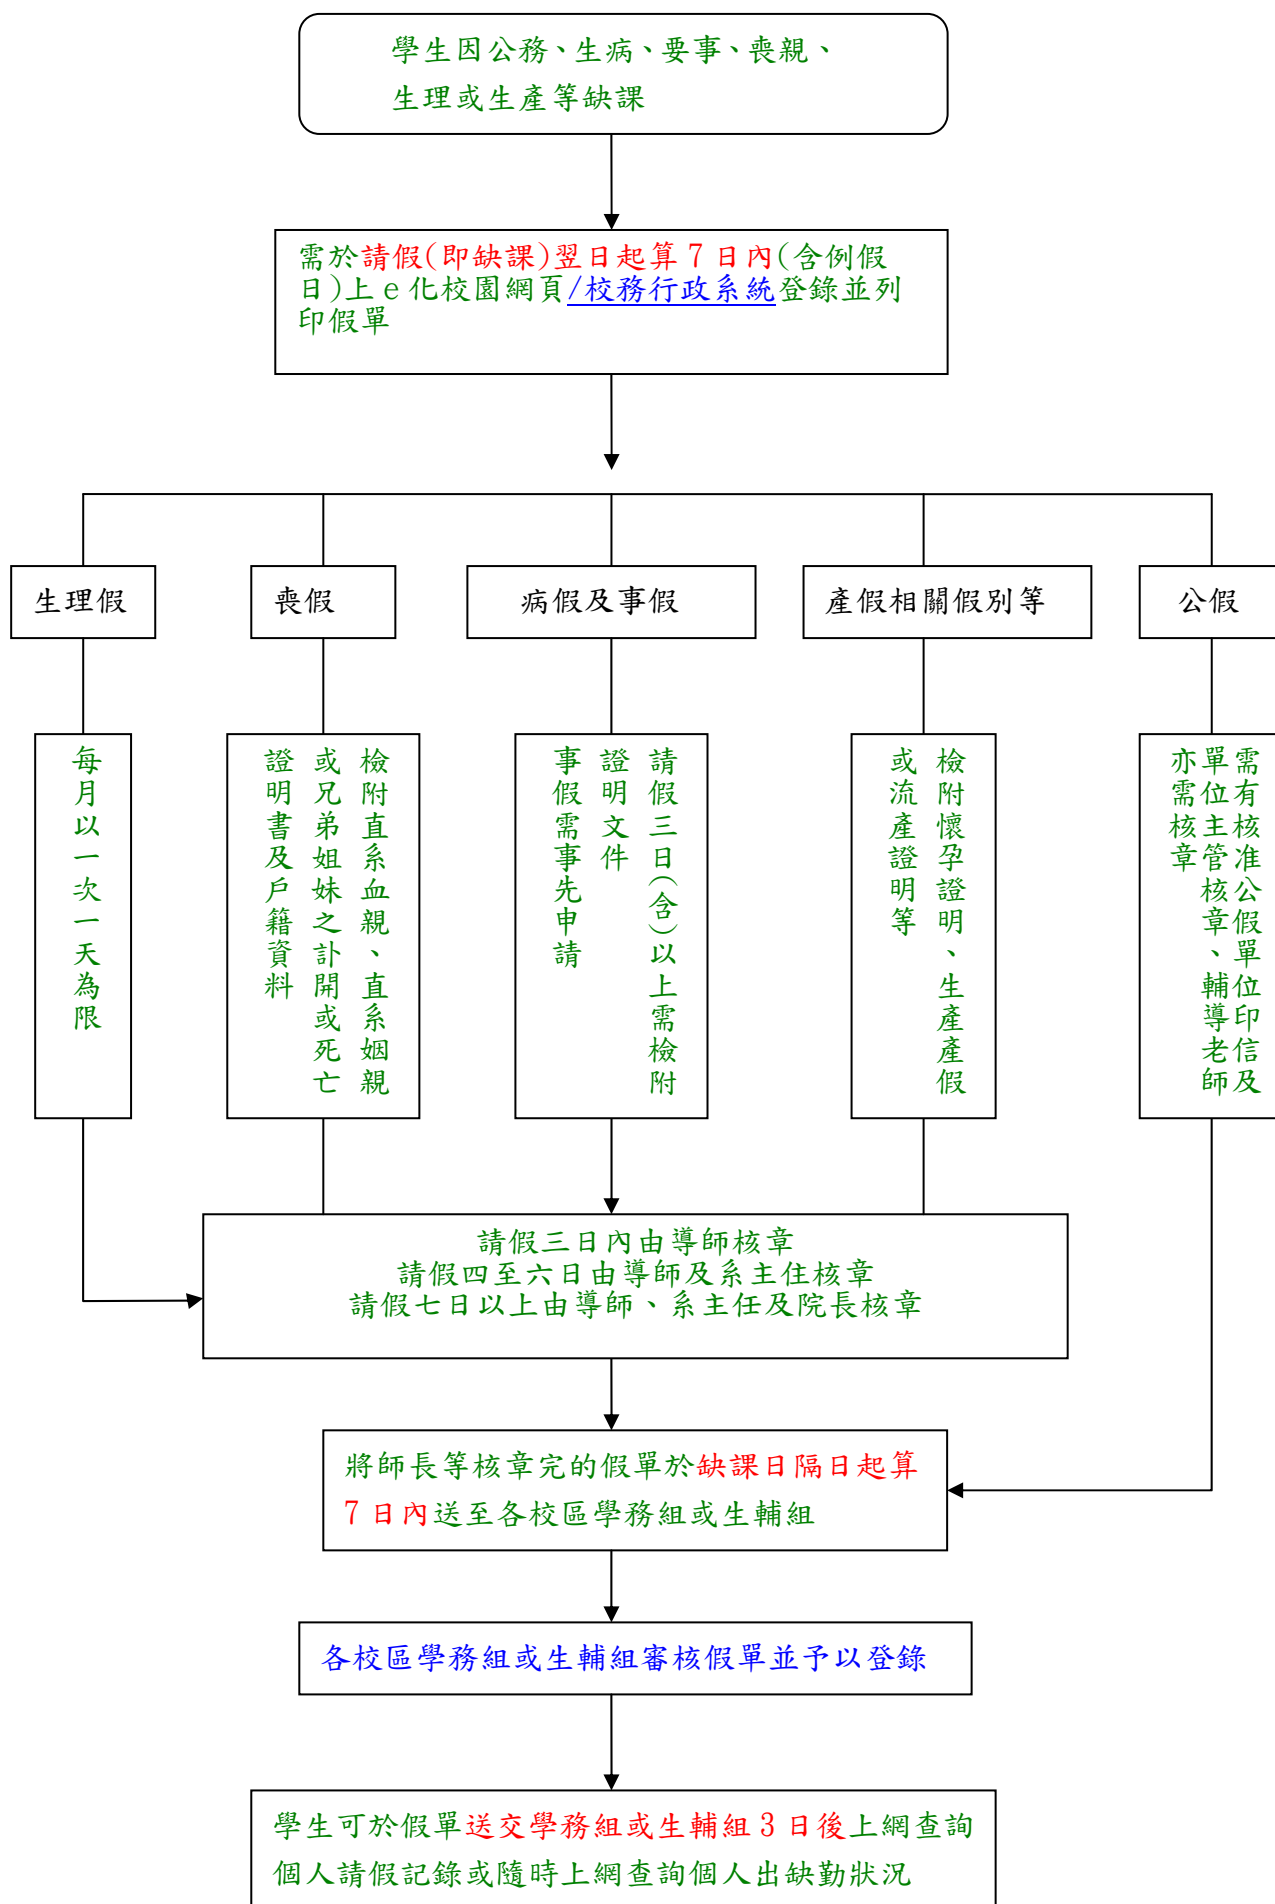 學生因公務、生病、要事、喪親、
生理或生產等缺課
需於請假(即缺課)翌日起算 7 日內(含例假
日)上 e 化校園網頁/校務行政系統登錄並列
印假單
生理假
喪假
病假及事假
產假相關假別等
公假
每月以一次一天為限
檢附直系血親、直系姻親
或兄弟姐妹之訃開或死亡
證明書及戶籍資料
請假三日(含)以上需檢附
證明文件
事假需事先申請
檢附懷孕證明、生產產假
或流產證明等
需有核准公假單位印信及
單位主管核章、輔導老師
亦需核章
請假三日內由導師核章
請假四至六日由導師及系主住核章
請假七日以上由導師、系主任及院長核章
將師長等核章完的假單於缺課日隔日起算
7 日內送至各校區學務組或生輔組
各校區學務組或生輔組審核假單並予以登錄
學生可於假單送交學務組或生輔組 3 日後上網查詢
個人請假記錄或隨時上網查詢個人出缺勤狀況